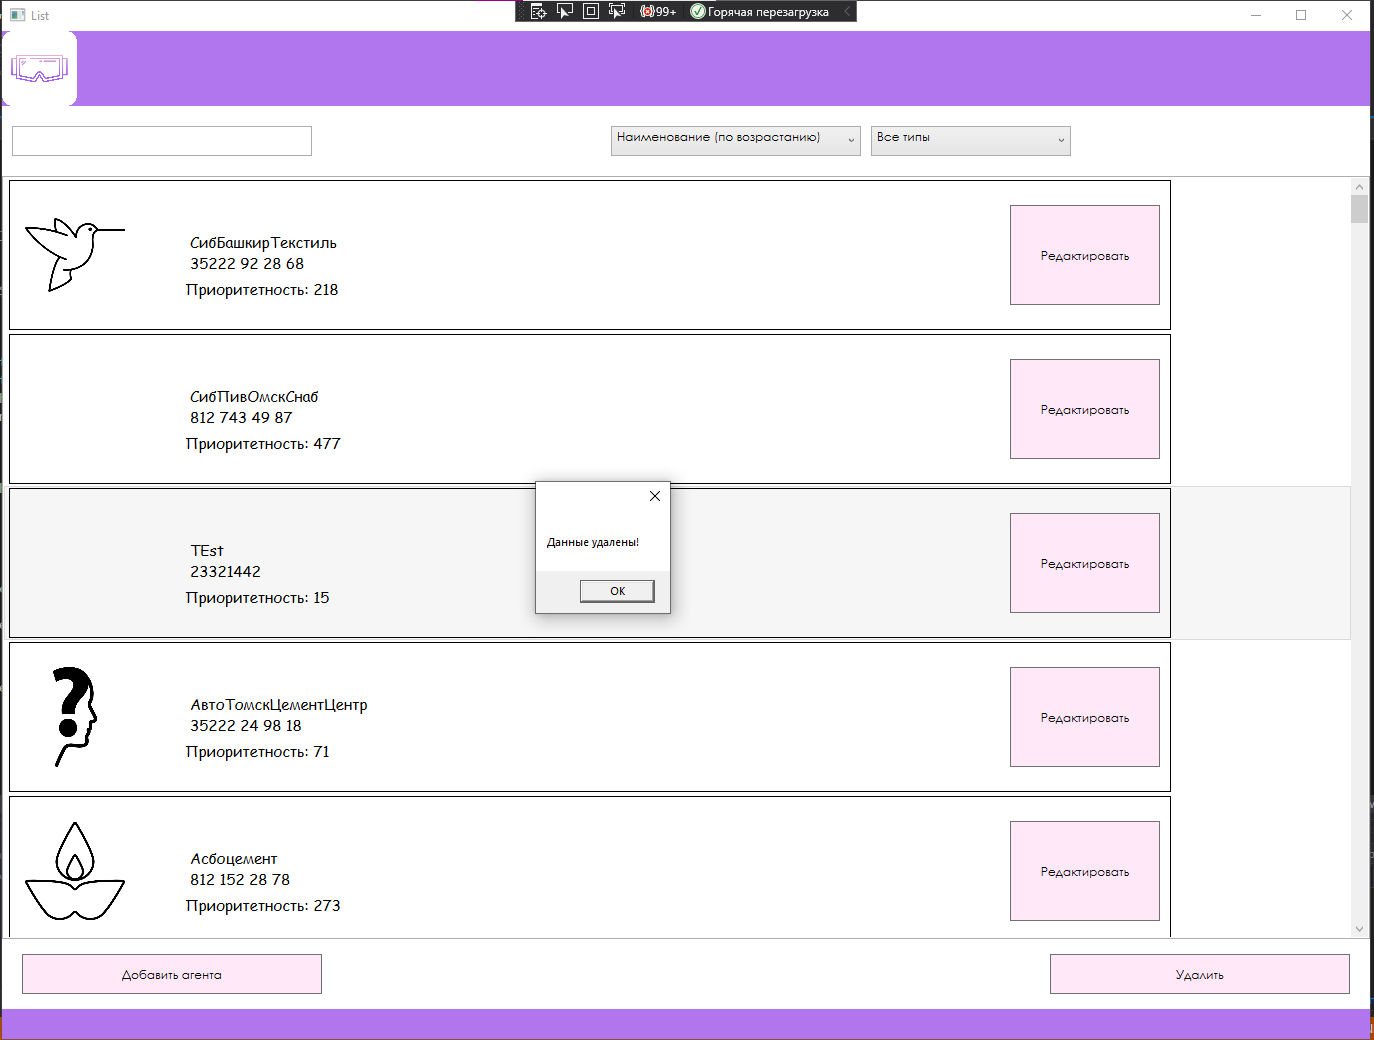 List
99+
Горячая перезагрузка
Наименование (по возрастанию)
Все типы
СибБашкирТекстиль
35222 92 28 68
Приоритетность: 218
Редактировать
СибПивОмскСнаб
812 743 49 87
Приоритетность: 477
Редактировать
TEst
23321442
Приоритетность: 15
Редактировать
Данные удалены!
ОК
АвтоТомскЦементЦентр
35222 24 98 18
Приоритетность: 71
Редактировать
Асбоцемент
812 152 28 78
Приоритетность: 273
Редактировать
Добавить агента
Удалить